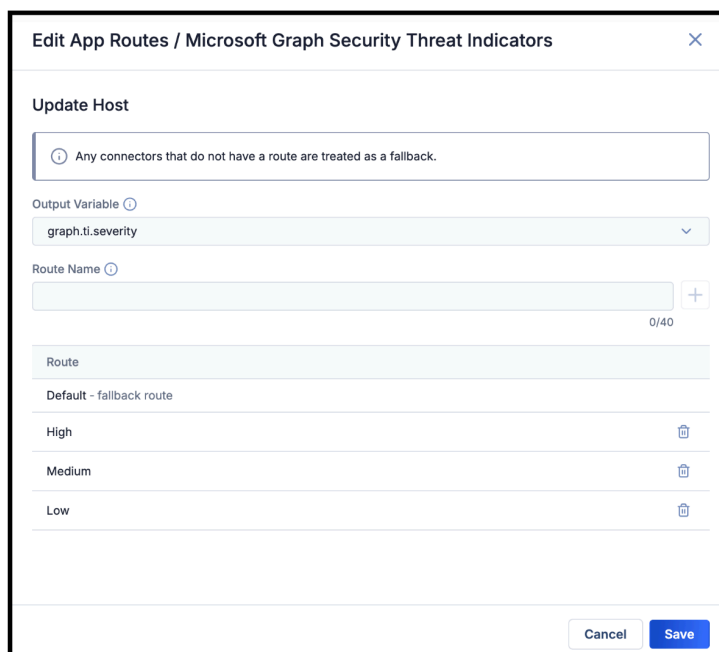 Edit App Routes / Microsoft Graph Security Threat Indicators
Update Host
Any connectors that do not have a route are treated as a fallback.
Output Variable
graph.ti.severity
Route Name
0/40
Route
Default - fallback route
High
Medium
Low
Cancel Save